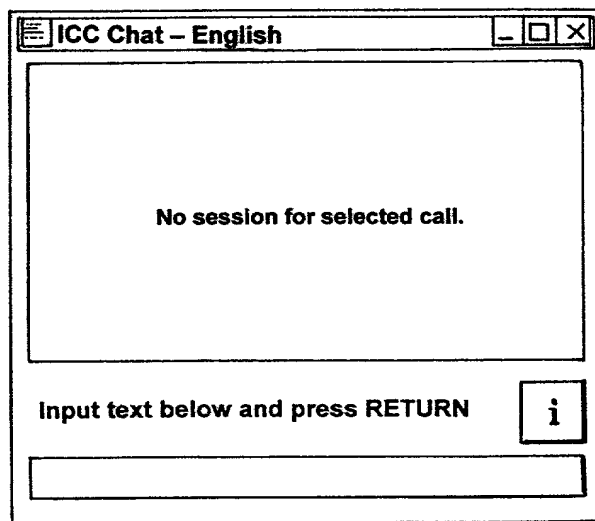 ICC Chat – English
No session for selected call.
Input text below and press RETURN
i